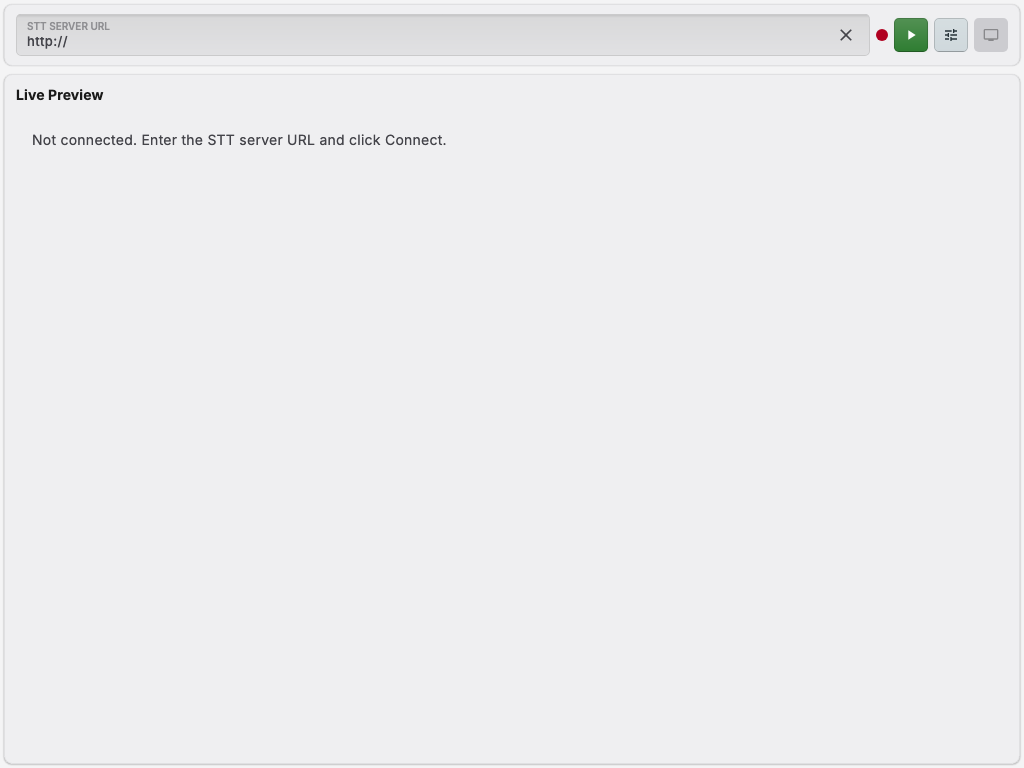 STT SERVER URL
http://
Live Preview
Not connected. Enter the STT server URL and click Connect.